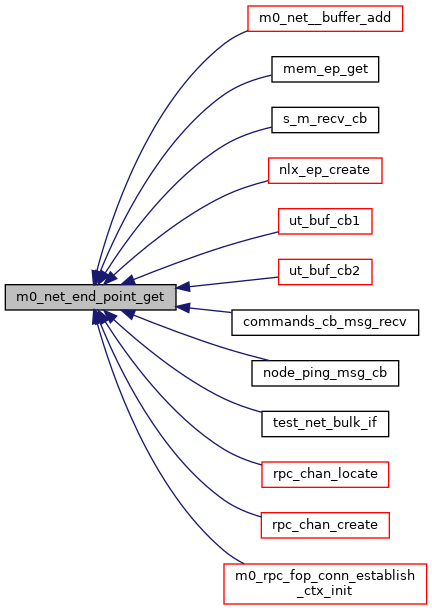 m0_net__buffer_add
mem_ep_get
s_m_recv_cb
nlx_ep_create
ut_buf_cb1
ut_buf_cb2
m0_net_end_point_get
commands_cb_msg_recv
node_ping_msg_cb
test_net_bulk_if
rpc_chan_locate
rpc_chan_create
m0_rpc_fop_conn_establish
_ctx_init